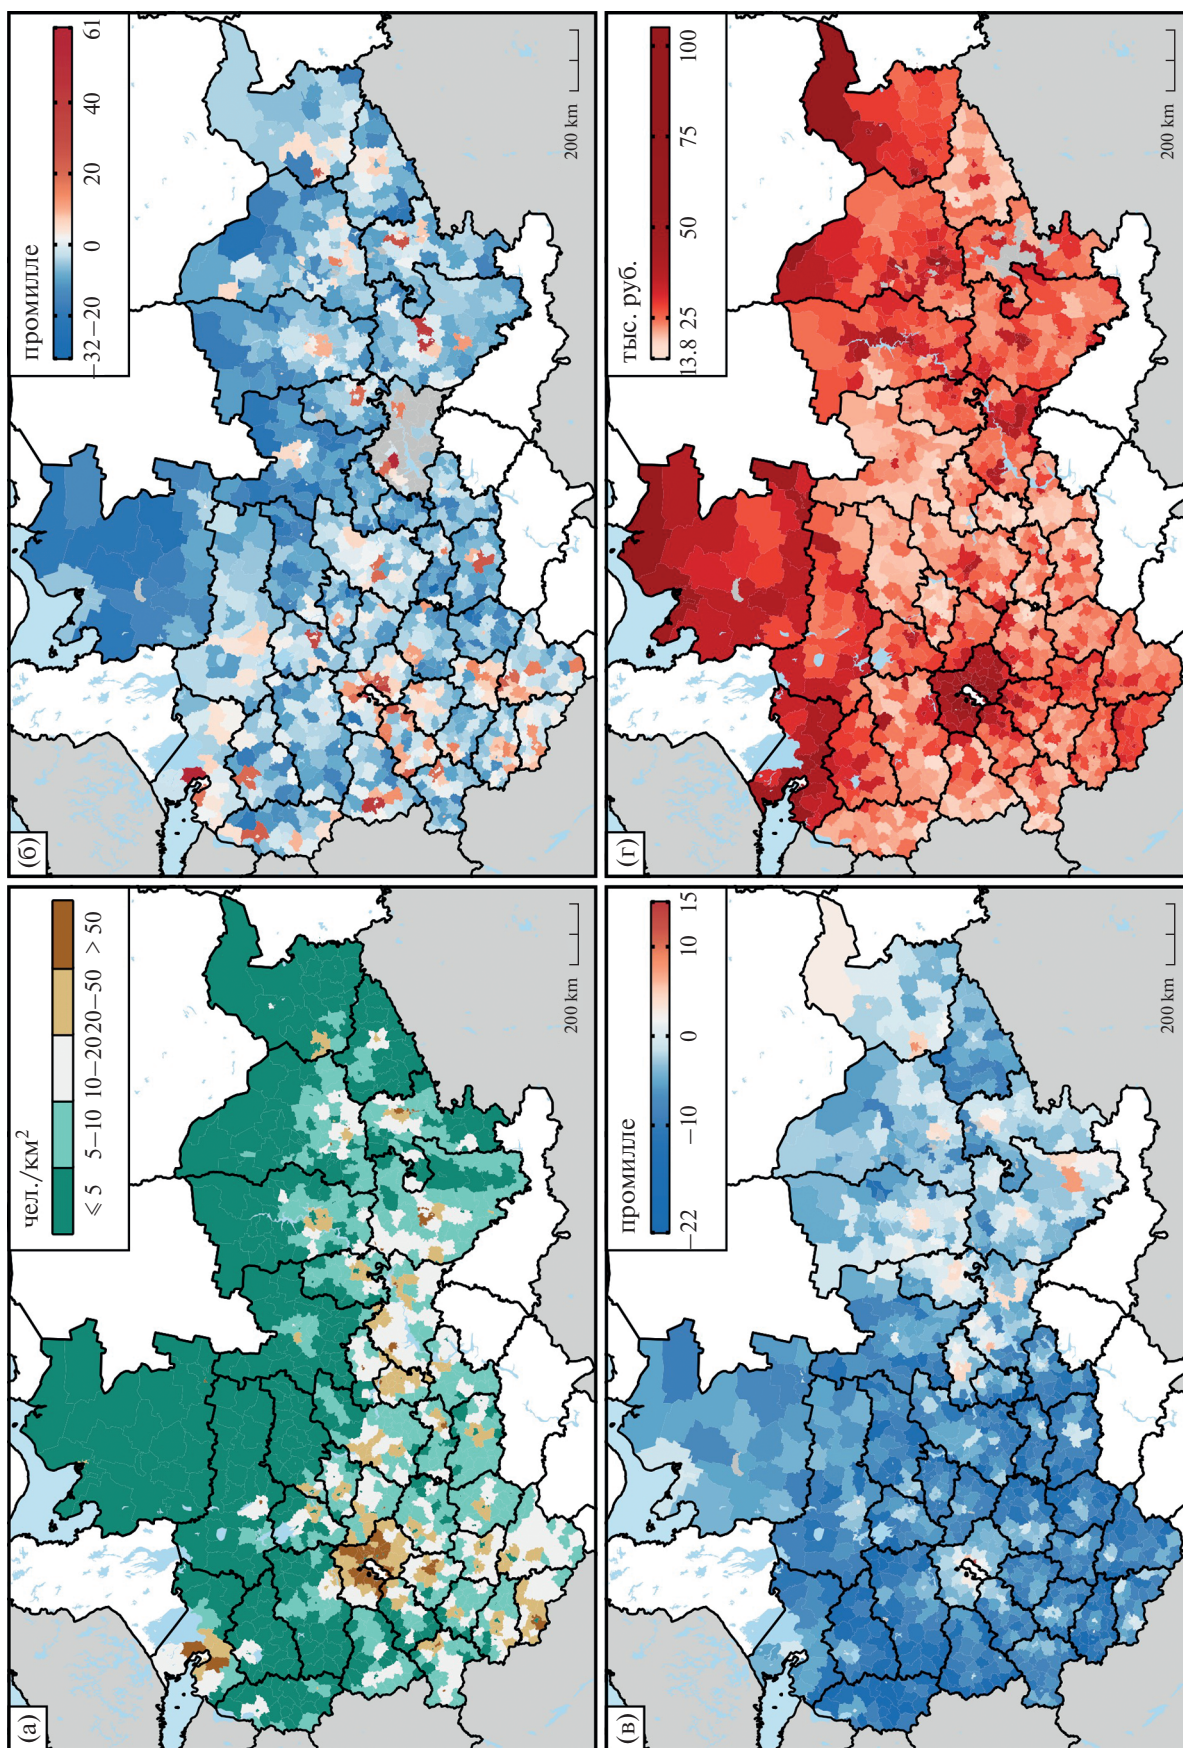 (а)
чел./км²
⩽ 5
5–10
10–20
20–50
> 50
200 km
(б)
промилле
–32
–20
0
20
40
61
200 km
(в)
промилле
–22
–10
0
10
15
200 km
(г)
тыс. руб.
13.8
25
50
75
100
200 km